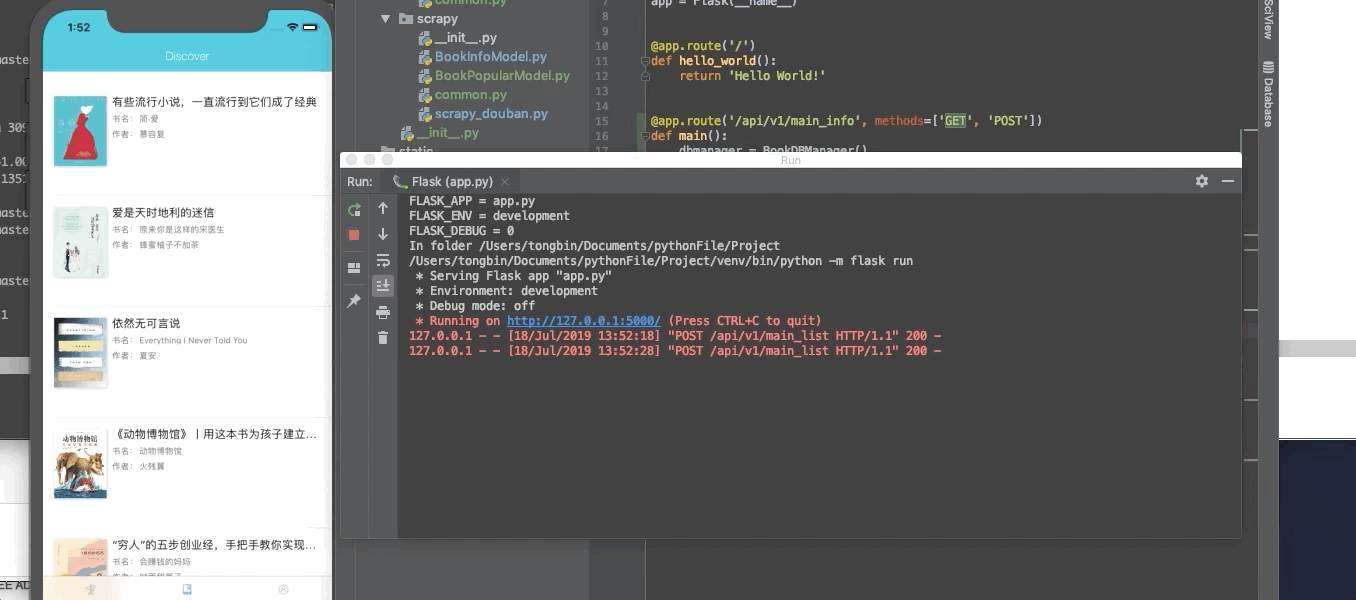 1:52
Discover
有些流行小说，一直流行到它们成了经典
书名： 简·爱
作者： 慕容复
爱是天时地利的迷信
书名： 原来你是这样的宋医生
作者： 蜂蜜柚子不加茶
依然无可言说
书名： Everything I Never Told You
作者： 夏安
《动物博物馆》丨用这本书为孩子建立...
书名： 动物博物馆
作者： 火残翼
“穷人”的五步创业经，手把手教你实现...
书名： 会赚钱的妈妈
common.py
scrapy
__init__.py
BookInfoModel.py
BookPopularModel.py
common.py
scrapy_douban.py
__init__.py
static
7 app = Flask(__name__)
8
9
10 @app.route('/')
11 def hello_world():
12 return 'Hello World!'
13
14
15 @app.route('/api/v1/main_info', methods=['GET', 'POST'])
16 def main():
17 dbmanager = BookDBManager()
SciView
Database
Run
Run: Flask (app.py)
FLASK_APP = app.py
FLASK_ENV = development
FLASK_DEBUG = 0
In folder /Users/tongbin/Documents/pythonFile/Project
/Users/tongbin/Documents/pythonFile/Project/venv/bin/python -m flask run
* Serving Flask app "app.py"
* Environment: development
* Debug mode: off
* Running on http://127.0.0.1:5000/ (Press CTRL+C to quit)
127.0.0.1 - - [18/Jul/2019 13:52:18] "POST /api/v1/main_list HTTP/1.1" 200 -
127.0.0.1 - - [18/Jul/2019 13:52:28] "POST /api/v1/main_list HTTP/1.1" 200 -